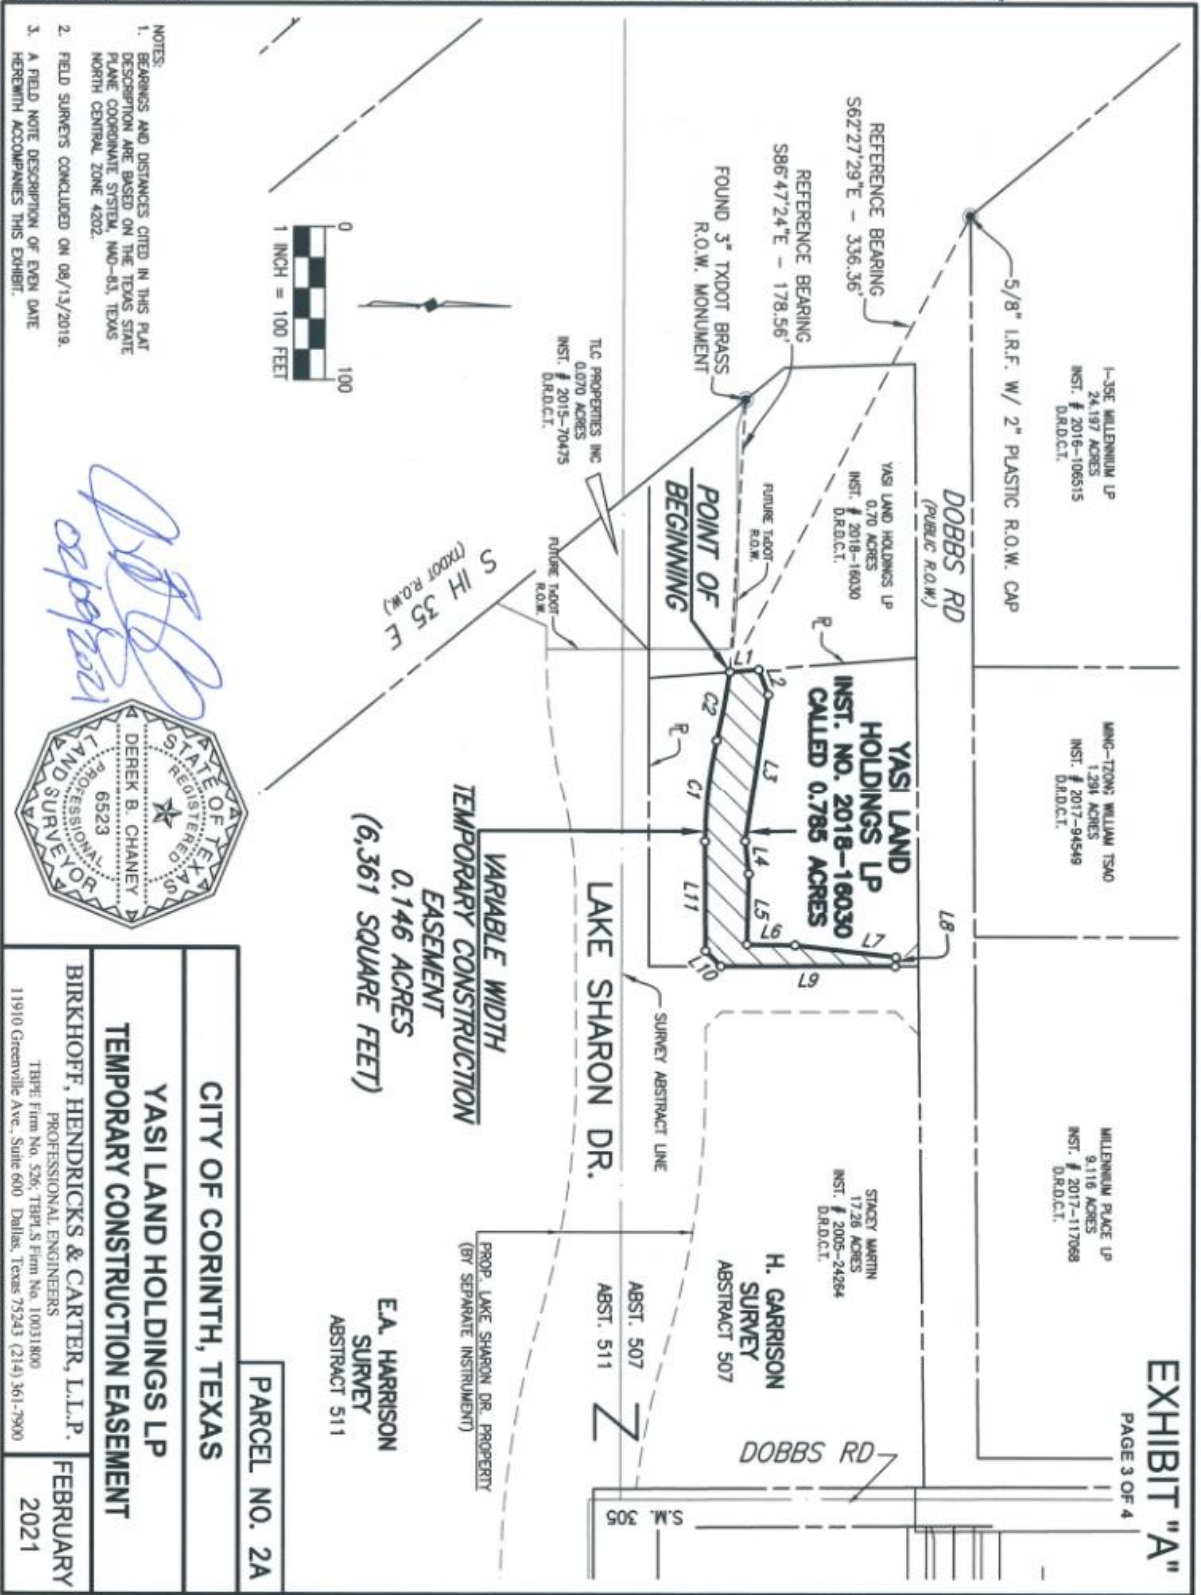 EXHIBIT "A"
PAGE 3 OF 4
I-35E MILLENNIUM LP
24.197 ACRES
INST. # 2016-106515
D.R.D.C.T.
MING-TZONG WILLIAM TSAO
1.294 ACRES
INST. # 2017-94549
D.R.D.C.T.
MILLENNIUM PLACE LP
9.116 ACRES
INST. # 2017-117068
D.R.D.C.T.
5/8" I.R.F. W/ 2" PLASTIC R.O.W. CAP
DOBBS RD
(PUBLIC R.O.W.)
REFERENCE BEARING
S62°27'29"E - 336.36'
REFERENCE BEARING
S86°47'24"E - 178.56'
FOUND 3" TXDOT BRASS
R.O.W. MONUMENT
YASI LAND HOLDINGS LP
0.70 ACRES
INST. # 2018-16030
D.R.D.C.T.
FUTURE TxDOT
R.O.W.
POINT OF
BEGINNING
YASI LAND
HOLDINGS LP
INST. NO. 2018-16030
CALLED 0.785 ACRES
L1
L2
L3
L4
L5
L6
L7
L8
L9
L10
L11
C1
C2
PL
PL
STACEY MARTIN
17.26 ACRES
INST. # 2005-24264
D.R.D.C.T.
H. GARRISON
SURVEY
ABSTRACT 507
DOBBS RD
S.M. 305
TLC PROPERTIES INC
0.070 ACRES
INST. # 2015-70475
D.R.D.C.T.
FUTURE TxDOT
R.O.W.
S IH 35 E
(TXDOT R.O.W.)
SURVEY ABSTRACT LINE
LAKE SHARON DR.
ABST. 507
ABST. 511
VARIABLE WIDTH
TEMPORARY CONSTRUCTION
EASEMENT
0.146 ACRES
(6,361 SQUARE FEET)
PROP. LAKE SHARON DR. PROPERTY
(BY SEPARATE INSTRUMENT)
E.A. HARRISON
SURVEY
ABSTRACT 511
0 100
1 INCH = 100 FEET
NOTES:
1. BEARINGS AND DISTANCES CITED IN THIS PLAT
DESCRIPTION ARE BASED ON THE TEXAS STATE
PLANE COORDINATE SYSTEM, NAD-83, TEXAS
NORTH CENTRAL ZONE 4202.
2. FIELD SURVEYS CONCLUDED ON 08/13/2019.
3. A FIELD NOTE DESCRIPTION OF EVEN DATE
HEREWITH ACCOMPANIES THIS EXHIBIT.
02/09/2021
STATE OF TEXAS
REGISTERED
DEREK B. CHANEY
6523
PROFESSIONAL
LAND SURVEYOR
PARCEL NO. 2A
CITY OF CORINTH, TEXAS
YASI LAND HOLDINGS LP
TEMPORARY CONSTRUCTION EASEMENT
BIRKHOFF, HENDRICKS & CARTER, L.L.P.
PROFESSIONAL ENGINEERS
TBPE Firm No. 526; TBPLS Firm No. 10031800
11910 Greenville Ave., Suite 600 Dallas, Texas 75243 (214) 361-7900
FEBRUARY
2021